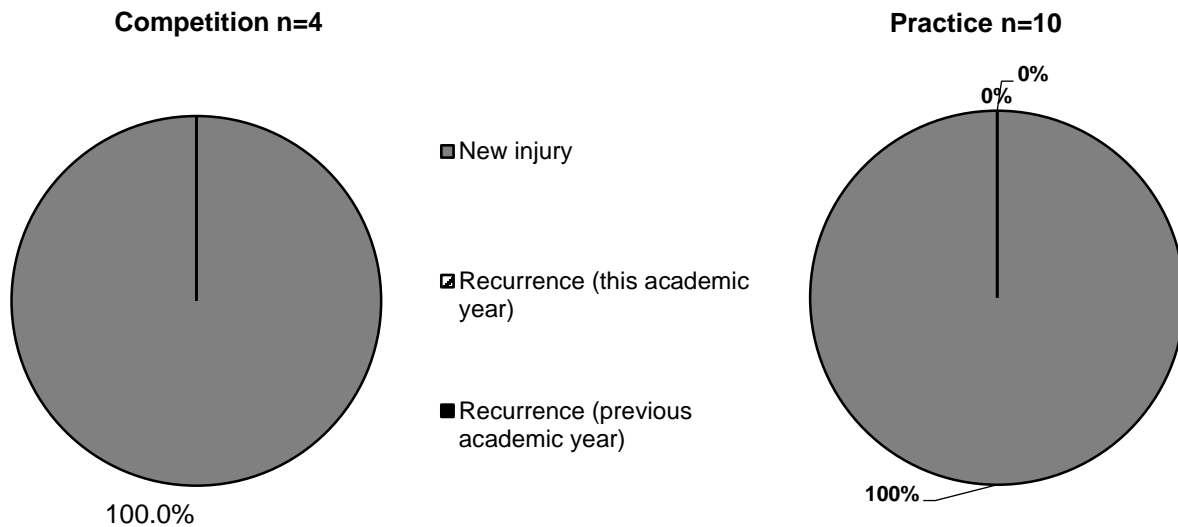 Competition n=4
100.0%
New injury
Recurrence (this academic
year)
Recurrence (previous
academic year)
Practice n=10
0%
0%
100%